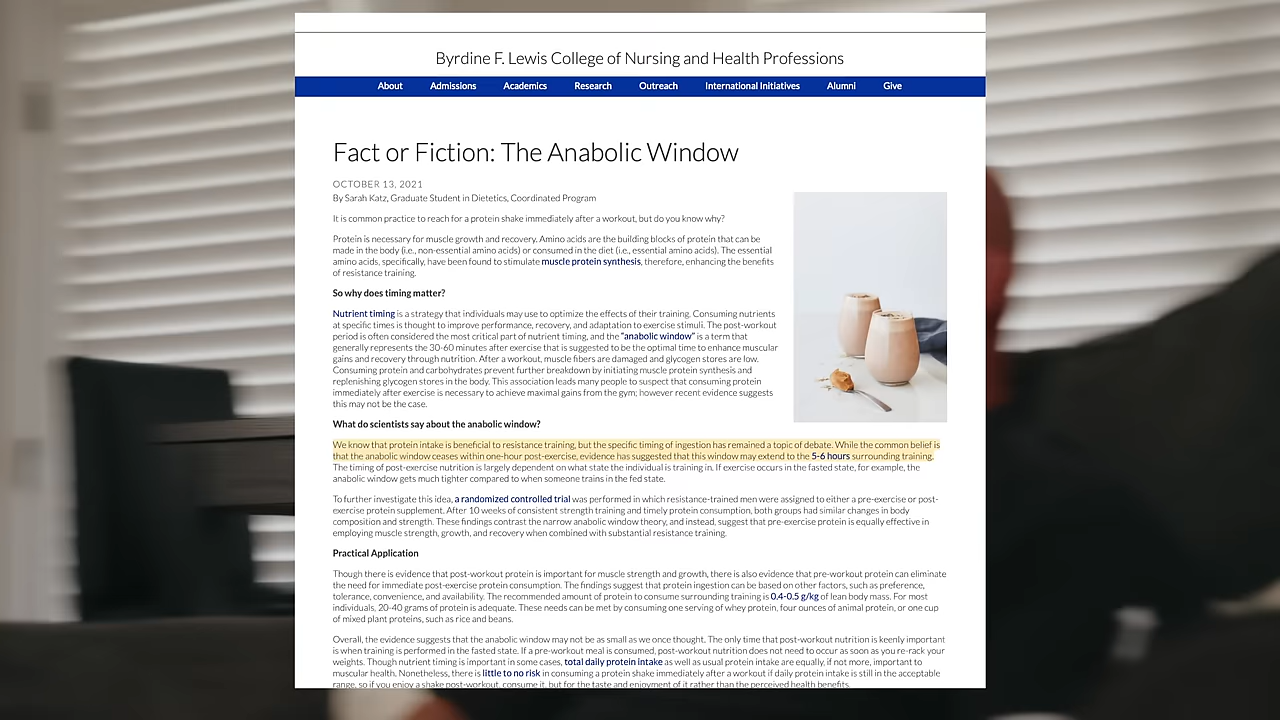 Byrdine F. Lewis College of Nursing and Health Professions
About Admissions Academics Research Outreach International Initiatives Alumni Give
Fact or Fiction: The Anabolic Window
OCTOBER 13, 2021
By Sarah Katz, Graduate Student in Dietetics, Coordinated Program
It is common practice to reach for a protein shake immediately after a workout, but do you know why?
Protein is necessary for muscle growth and recovery. Amino acids are the building blocks of protein that can be
made in the body (i.e., non-essential amino acids) or consumed in the diet (i.e., essential amino acids). The essential
amino acids, specifically, have been found to stimulate muscle protein synthesis, therefore, enhancing the benefits
of resistance training.
So why does timing matter?
Nutrient timing is a strategy that individuals may use to optimize the effects of their training. Consuming nutrients
at specific times is thought to improve performance, recovery, and adaptation to exercise stimuli. The post-workout
period is often considered the most critical part of nutrient timing, and the "anabolic window" is a term that
generally represents the 30-60 minutes after exercise that is suggested to be the optimal time to enhance muscular
gains and recovery through nutrition. After a workout, muscle fibers are damaged and glycogen stores are low.
Consuming protein and carbohydrates prevent further breakdown by initiating muscle protein synthesis and
replenishing glycogen stores in the body. This association leads many people to suspect that consuming protein
immediately after exercise is necessary to achieve maximal gains from the gym; however recent evidence suggests
this may not be the case.
What do scientists say about the anabolic window?
We know that protein intake is beneficial to resistance training, but the specific timing of ingestion has remained a topic of debate. While the common belief is
that the anabolic window ceases within one-hour post-exercise, evidence has suggested that this window may extend to the 5-6 hours surrounding training.
The timing of post-exercise nutrition is largely dependent on what state the individual is training in. If exercise occurs in the fasted state, for example, the
anabolic window gets much tighter compared to when someone trains in the fed state.
To further investigate this idea, a randomized controlled trial was performed in which resistance-trained men were assigned to either a pre-exercise or post-
exercise protein supplement. After 10 weeks of consistent strength training and timely protein consumption, both groups had similar changes in body
composition and strength. These findings contrast the narrow anabolic window theory, and instead, suggest that pre-exercise protein is equally effective in
employing muscle strength, growth, and recovery when combined with substantial resistance training.
Practical Application
Though there is evidence that post-workout protein is important for muscle strength and growth, there is also evidence that pre-workout protein can eliminate
the need for immediate post-exercise protein consumption. The findings suggest that protein ingestion can be based on other factors, such as preference,
tolerance, convenience, and availability. The recommended amount of protein to consume surrounding training is 0.4-0.5 g/kg of lean body mass. For most
individuals, 20-40 grams of protein is adequate. These needs can be met by consuming one serving of whey protein, four ounces of animal protein, or one cup
of mixed plant proteins, such as rice and beans.
Overall, the evidence suggests that the anabolic window may not be as small as we once thought. The only time that post-workout nutrition is keenly important
is when training is performed in the fasted state. If a pre-workout meal is consumed, post-workout nutrition does not need to occur as soon as you re-rack your
weights. Though nutrient timing is important in some cases, total daily protein intake as well as usual protein intake are equally, if not more, important to
muscular health. Nonetheless, there is little to no risk in consuming a protein shake immediately after a workout if daily protein intake is still in the acceptable
range, so if you enjoy a shake post-workout, consume it, but for the taste and enjoyment of it rather than the perceived health benefits.